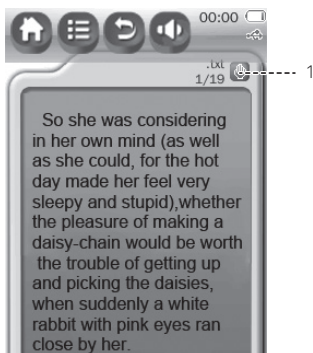 00:00
.txt
1/19
1
So she was considering
in her own mind (as well
as she could, for the hot
day made her feel very
sleepy and stupid),whether
the pleasure of making a
daisy-chain would be worth
the trouble of getting up
and picking the daisies,
when suddenly a white
rabbit with pink eyes ran
close by her.